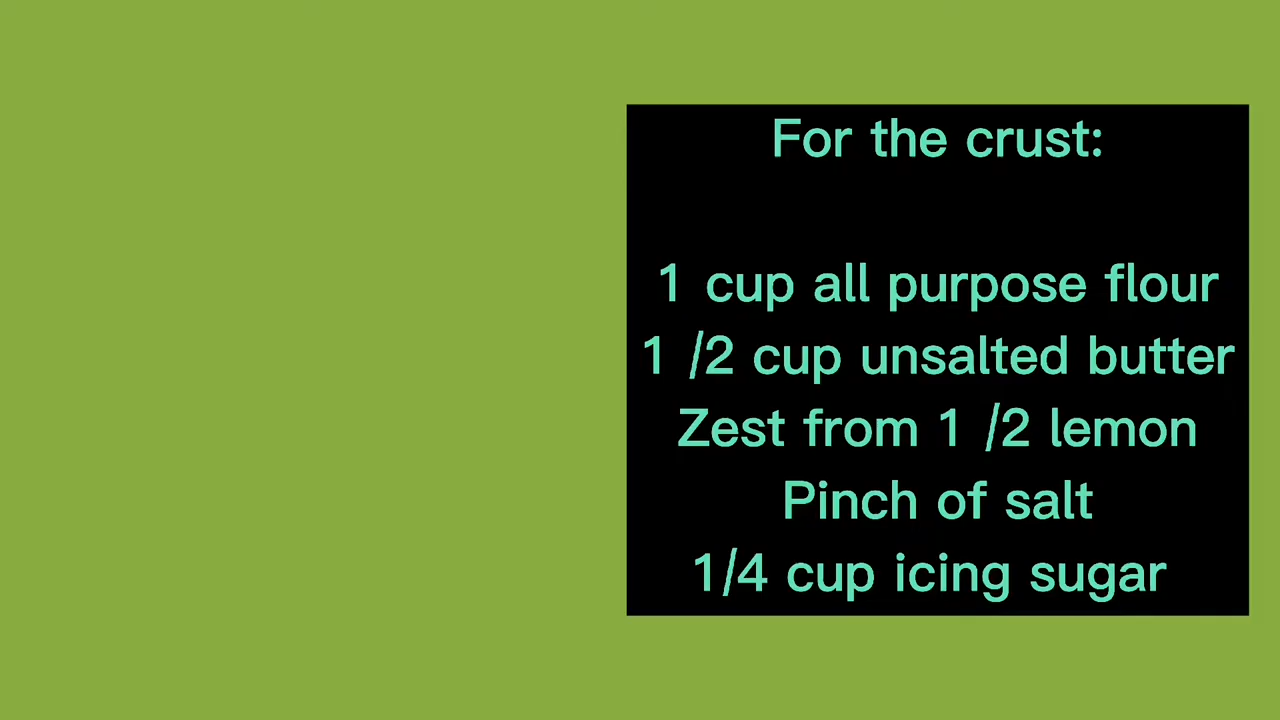 For the crust:
1 cup all purpose flour
1 /2 cup unsalted butter
Zest from 1 /2 lemon
Pinch of salt
1/4 cup icing sugar